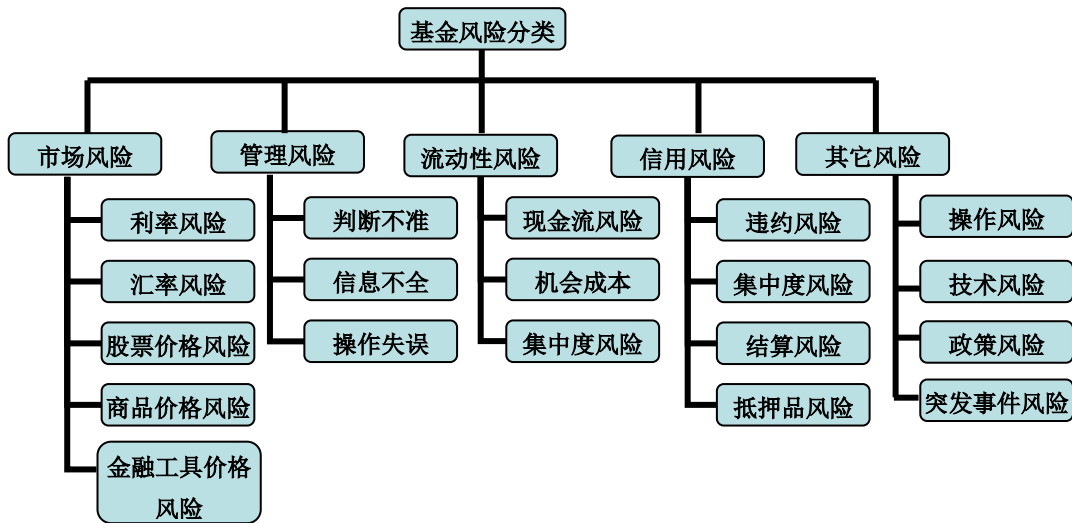 基金风险分类
市场风险
管理风险
流动性风险
信用风险
其它风险
利率风险
汇率风险
股票价格风险
商品价格风险
金融工具价格
风险
判断不准
信息不全
操作失误
现金流风险
机会成本
集中度风险
违约风险
集中度风险
结算风险
抵押品风险
操作风险
技术风险
政策风险
突发事件风险